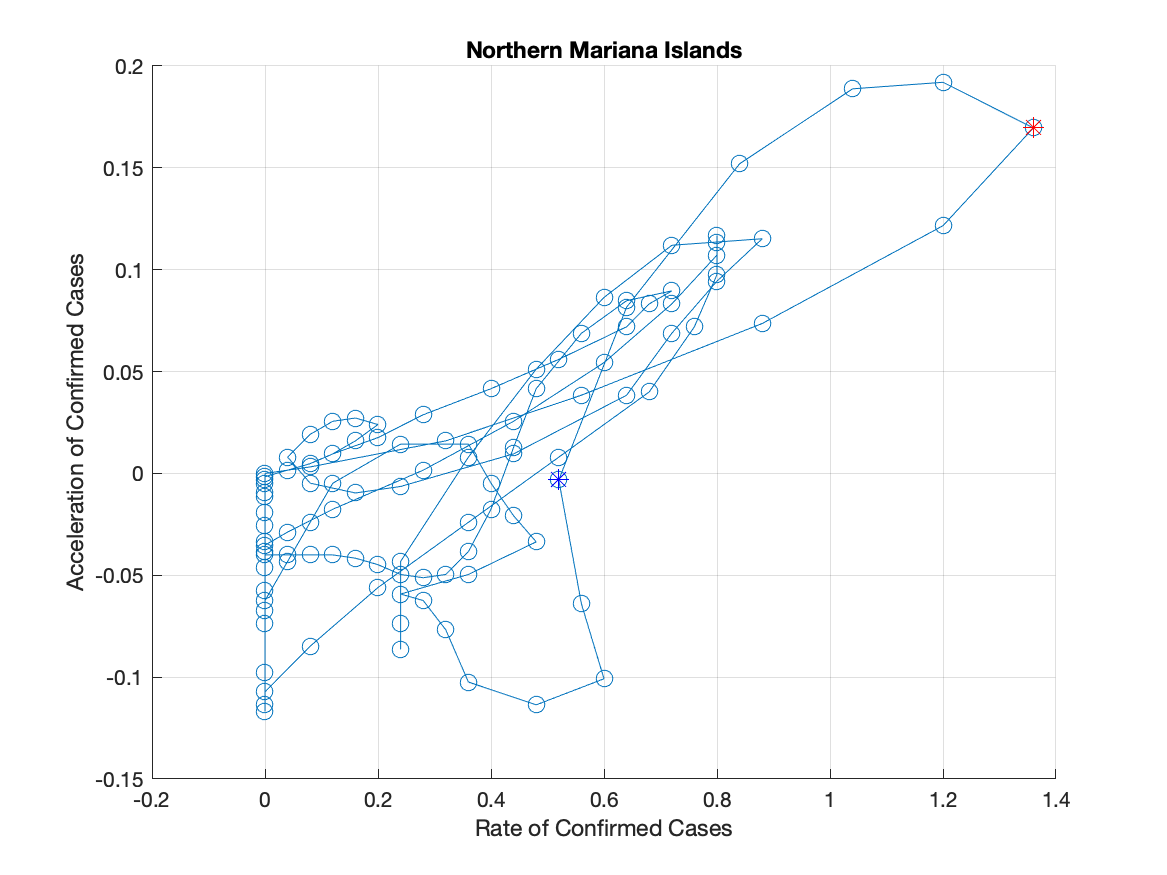 Northern Mariana Islands
0.2
0.15
0.1
0.05
0
-0.05
-0.1
-0.15
Acceleration of Confirmed Cases
-0.2 0 0.2 0.4 0.6 0.8 1 1.2 1.4
Rate of Confirmed Cases